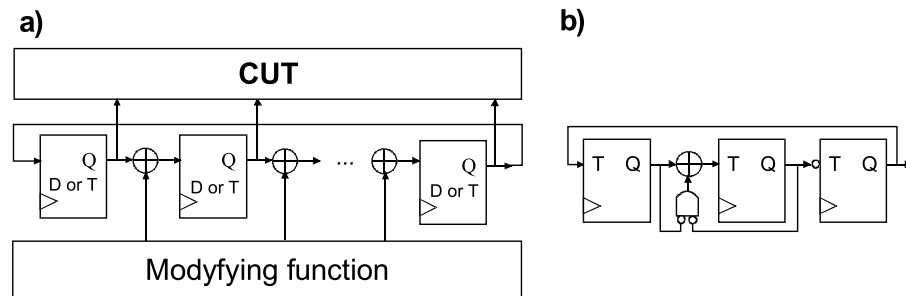 a)
b)
CUT
Q
D or T
Q
D or T
...
Q
D or T
T Q
T Q
T Q
Modyfying function